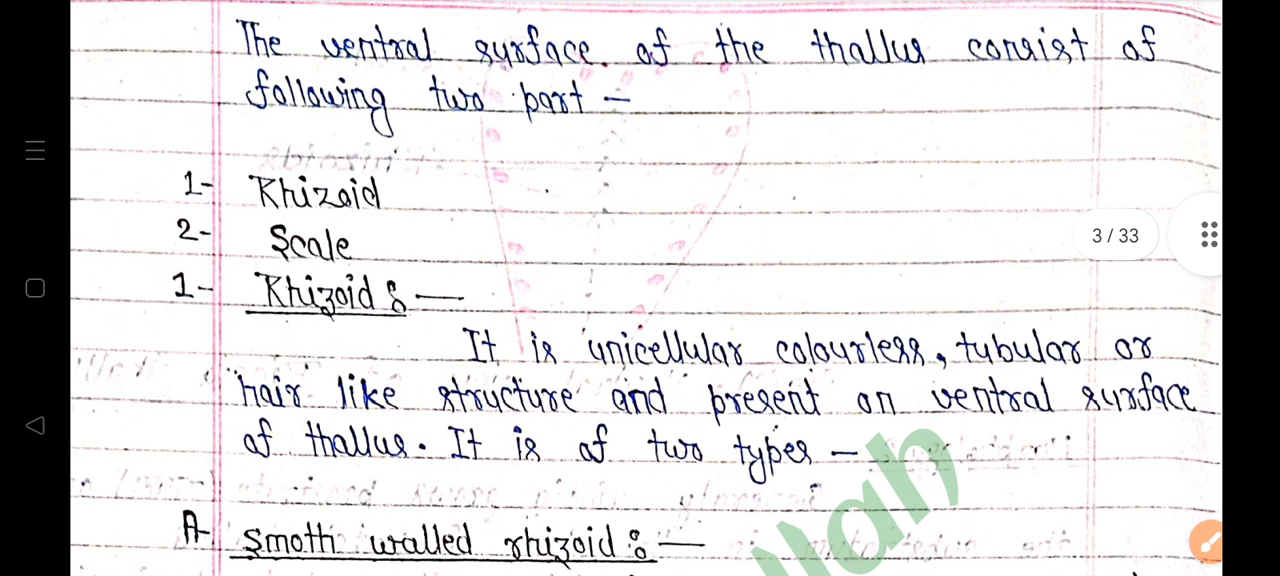 The ventral surface. of the thallus consist of
following two part –
1- Rhizoid
2- Scale
1- Rhizoid :—
It is unicellular colourless, tubular or
hair like structure and present on ventral surface
of thallus. It is of two types –
A- Smoth walled rhizoid :—
3 / 33